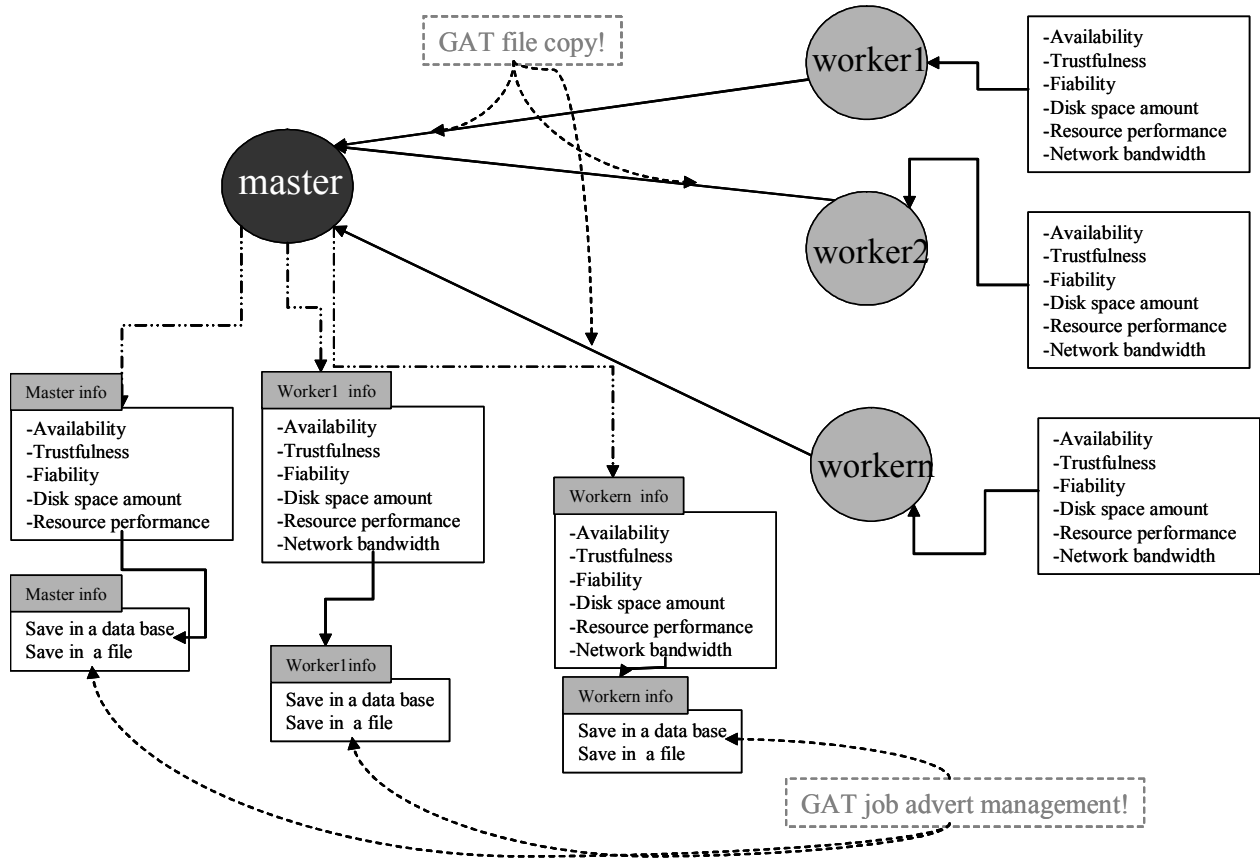 GAT file copy!
worker1
-Availability
-Trustfulness
-Fiability
-Disk space amount
-Resource performance
-Network bandwidth
master
worker2
-Availability
-Trustfulness
-Fiability
-Disk space amount
-Resource performance
-Network bandwidth
Master info
-Availability
-Trustfulness
-Fiability
-Disk space amount
-Resource performance
Worker1 info
-Availability
-Trustfulness
-Fiability
-Disk space amount
-Resource performance
-Network bandwidth
workern
-Availability
-Trustfulness
-Fiability
-Disk space amount
-Resource performance
-Network bandwidth
Workern info
-Availability
-Trustfulness
-Fiability
-Disk space amount
-Resource performance
-Network bandwidth
Master info
Save in a data base
Save in a file
Worker1info
Save in a data base
Save in a file
Workern info
Save in a data base
Save in a file
GAT job advert management!